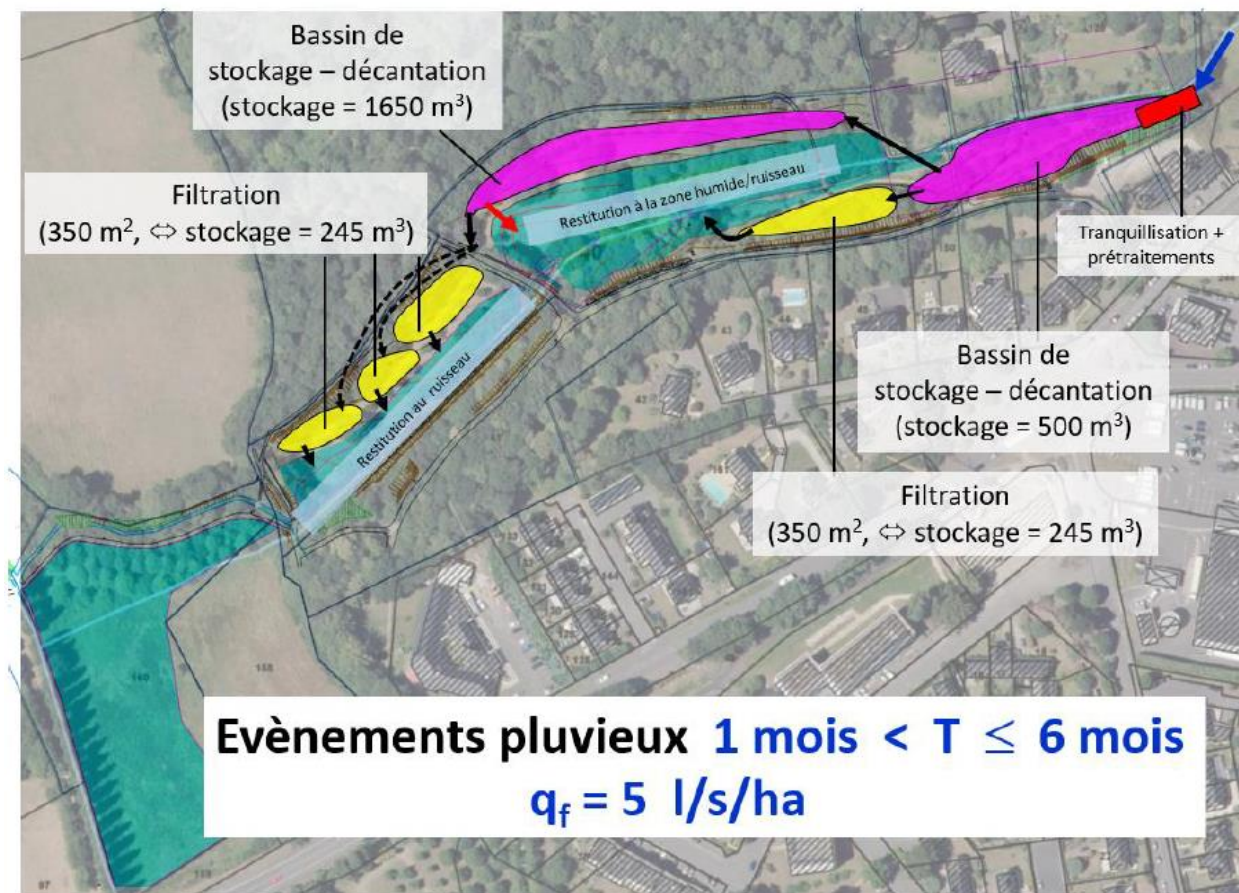 Bassin de
stockage – décantation
(stockage = 1650 m³)
Filtration
(350 m², ⇔ stockage = 245 m³)
Restitution à la zone humide/ruisseau
Tranquillisation +
prétraitements
Restitution au ruisseau
Bassin de
stockage – décantation
(stockage = 500 m³)
Filtration
(350 m², ⇔ stockage = 245 m³)
Evènements pluvieux 1 mois < T ≤ 6 mois
q_f = 5 l/s/ha